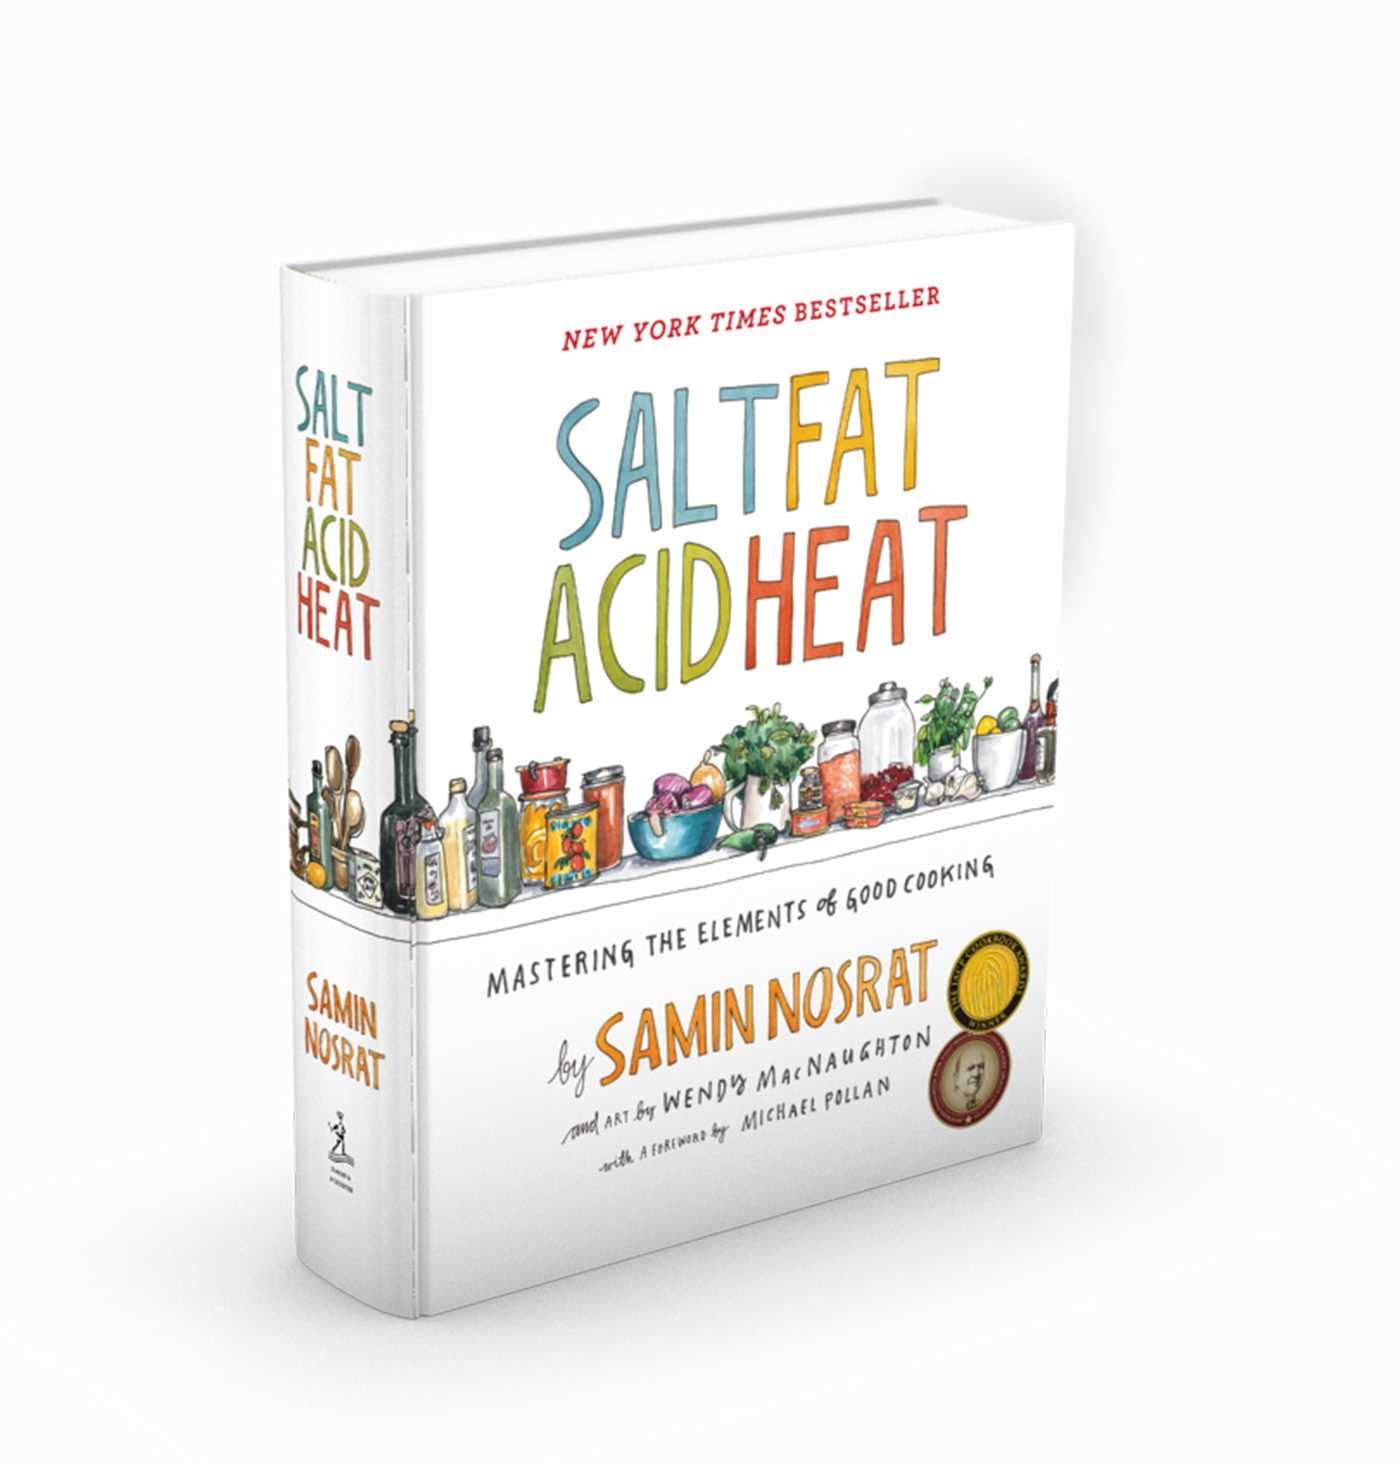 NEW YORK TIMES BESTSELLER
SALT FAT
ACID HEAT
MASTERING THE ELEMENTS of GOOD COOKING
by SAMIN NOSRAT
and ART by WENDY MacNAUGHTON
with A FOREWORD by MICHAEL POLLAN
WINNER
SALT
FAT
ACID
HEAT
SAMIN
NOSRAT